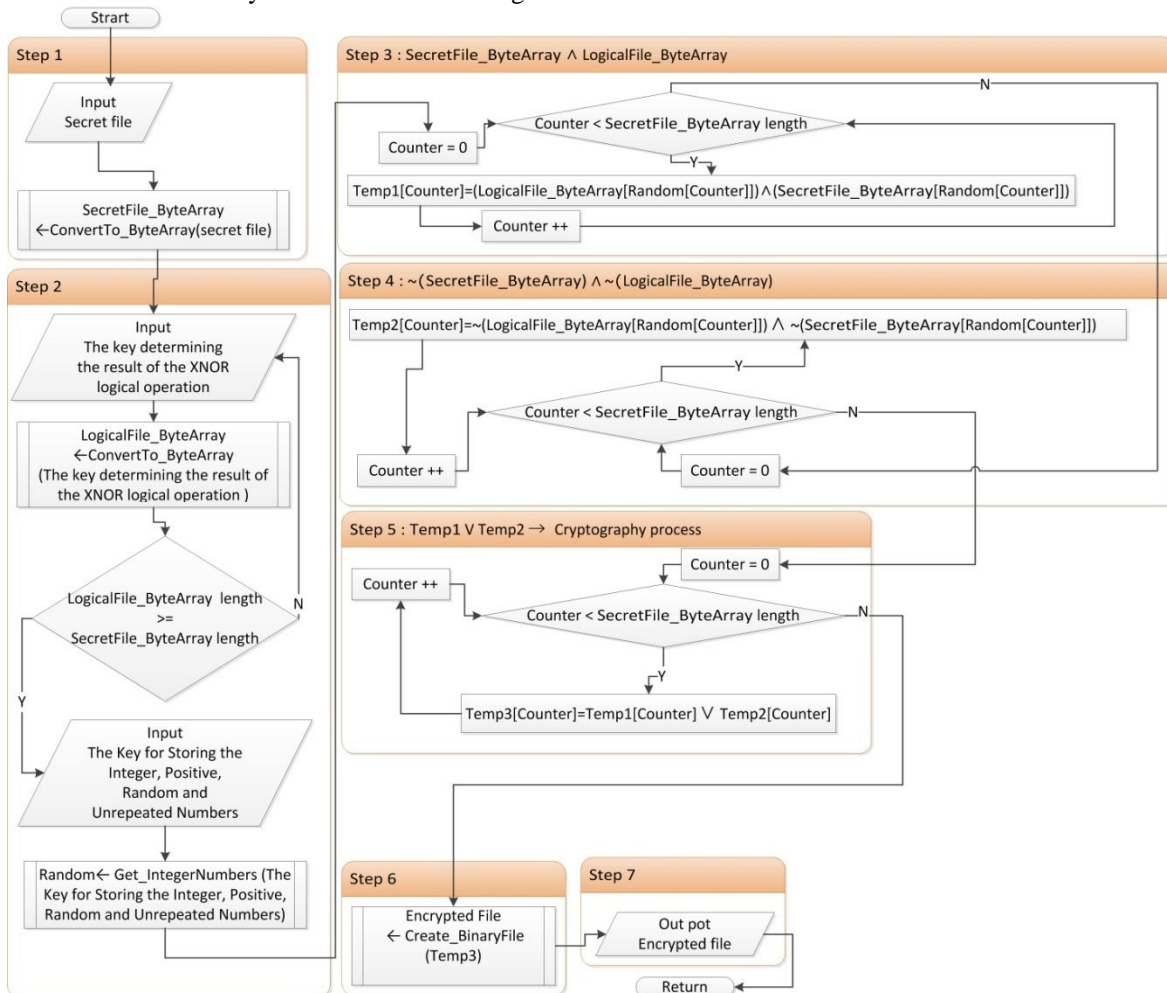 Strart
Step 1
Input
Secret file
SecretFile_ByteArray
←ConvertTo_ByteArray(secret file)
Step 2
Input
The key determining
the result of the XNOR
logical operation
LogicalFile_ByteArray
←ConvertTo_ByteArray
(The key determining the result of
the XNOR logical operation )
LogicalFile_ByteArray length
>=
SecretFile_ByteArray length
N
Y
Input
The Key for Storing the
Integer, Positive,
Random and
Unrepeated Numbers
Random← Get_IntegerNumbers (The
Key for Storing the Integer, Positive,
Random and Unrepeated Numbers)
Step 3 : SecretFile_ByteArray ∧ LogicalFile_ByteArray
N
Counter < SecretFile_ByteArray length
Counter = 0
Y
Temp1[Counter]=(LogicalFile_ByteArray[Random[Counter]])∧(SecretFile_ByteArray[Random[Counter]])
Counter ++
Step 4 : ~(SecretFile_ByteArray) ∧ ~(LogicalFile_ByteArray)
Temp2[Counter]=~(LogicalFile_ByteArray[Random[Counter]]) ∧ ~(SecretFile_ByteArray[Random[Counter]])
Y
Counter < SecretFile_ByteArray length
N
Counter ++
Counter = 0
Step 5 : Temp1 V Temp2 → Cryptography process
Counter = 0
Counter ++
Counter < SecretFile_ByteArray length
N
Y
Temp3[Counter]=Temp1[Counter] ∨ Temp2[Counter]
Step 6
Encrypted File
← Create_BinaryFile
(Temp3)
Step 7
Out pot
Encrypted file
Return